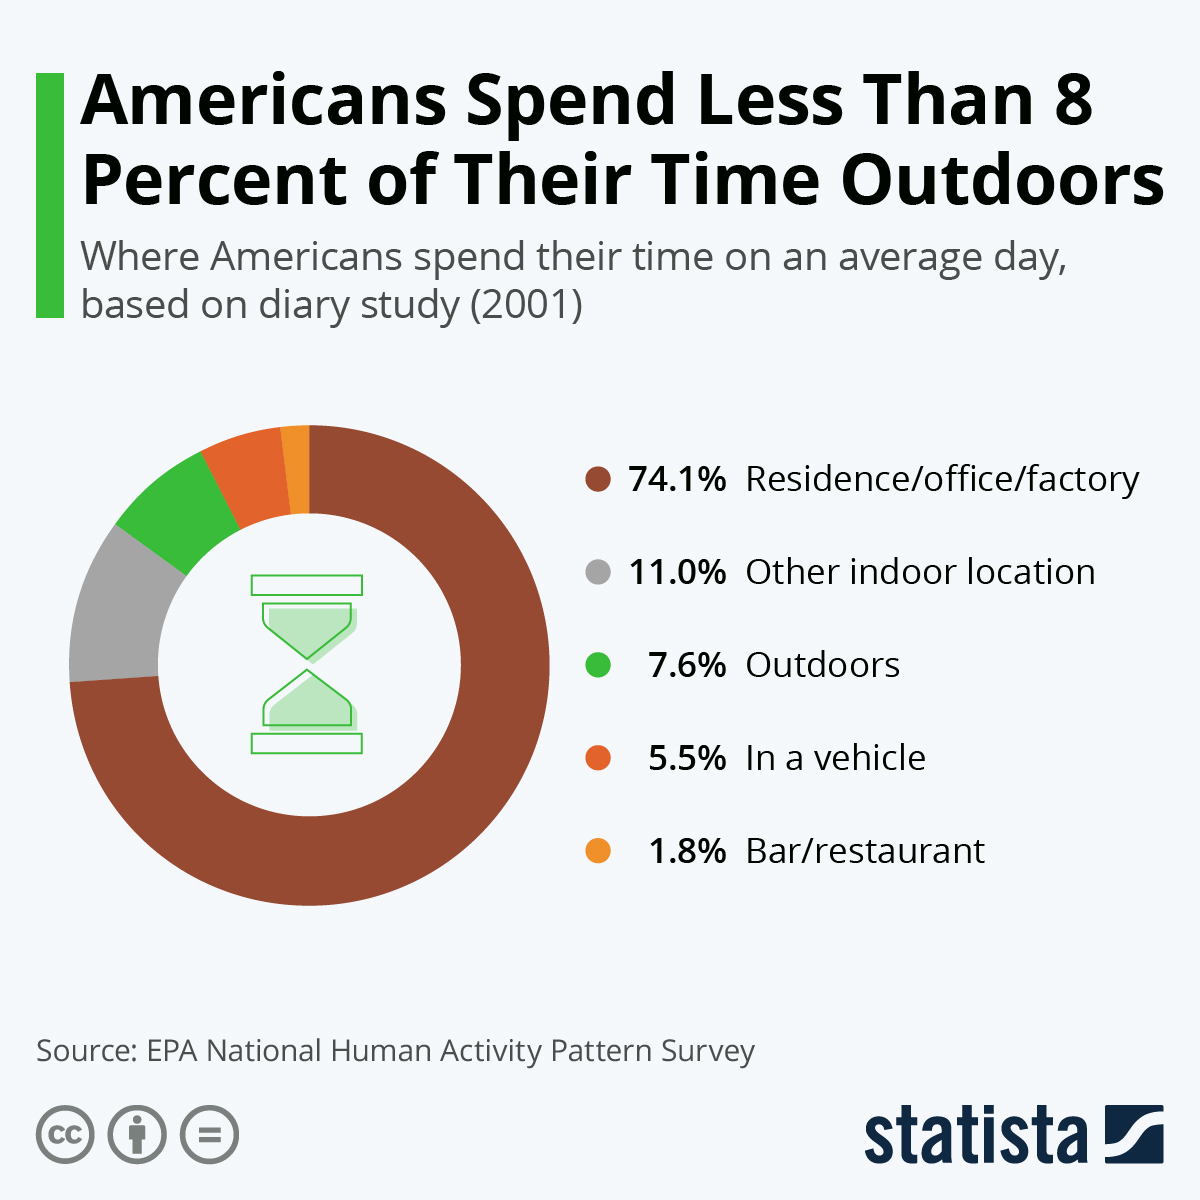 Americans Spend Less Than 8
Percent of Their Time Outdoors
Where Americans spend their time on an average day,
based on diary study (2001)
74.1% Residence/office/factory
11.0% Other indoor location
7.6% Outdoors
5.5% In a vehicle
1.8% Bar/restaurant
Source: EPA National Human Activity Pattern Survey
cc
statista